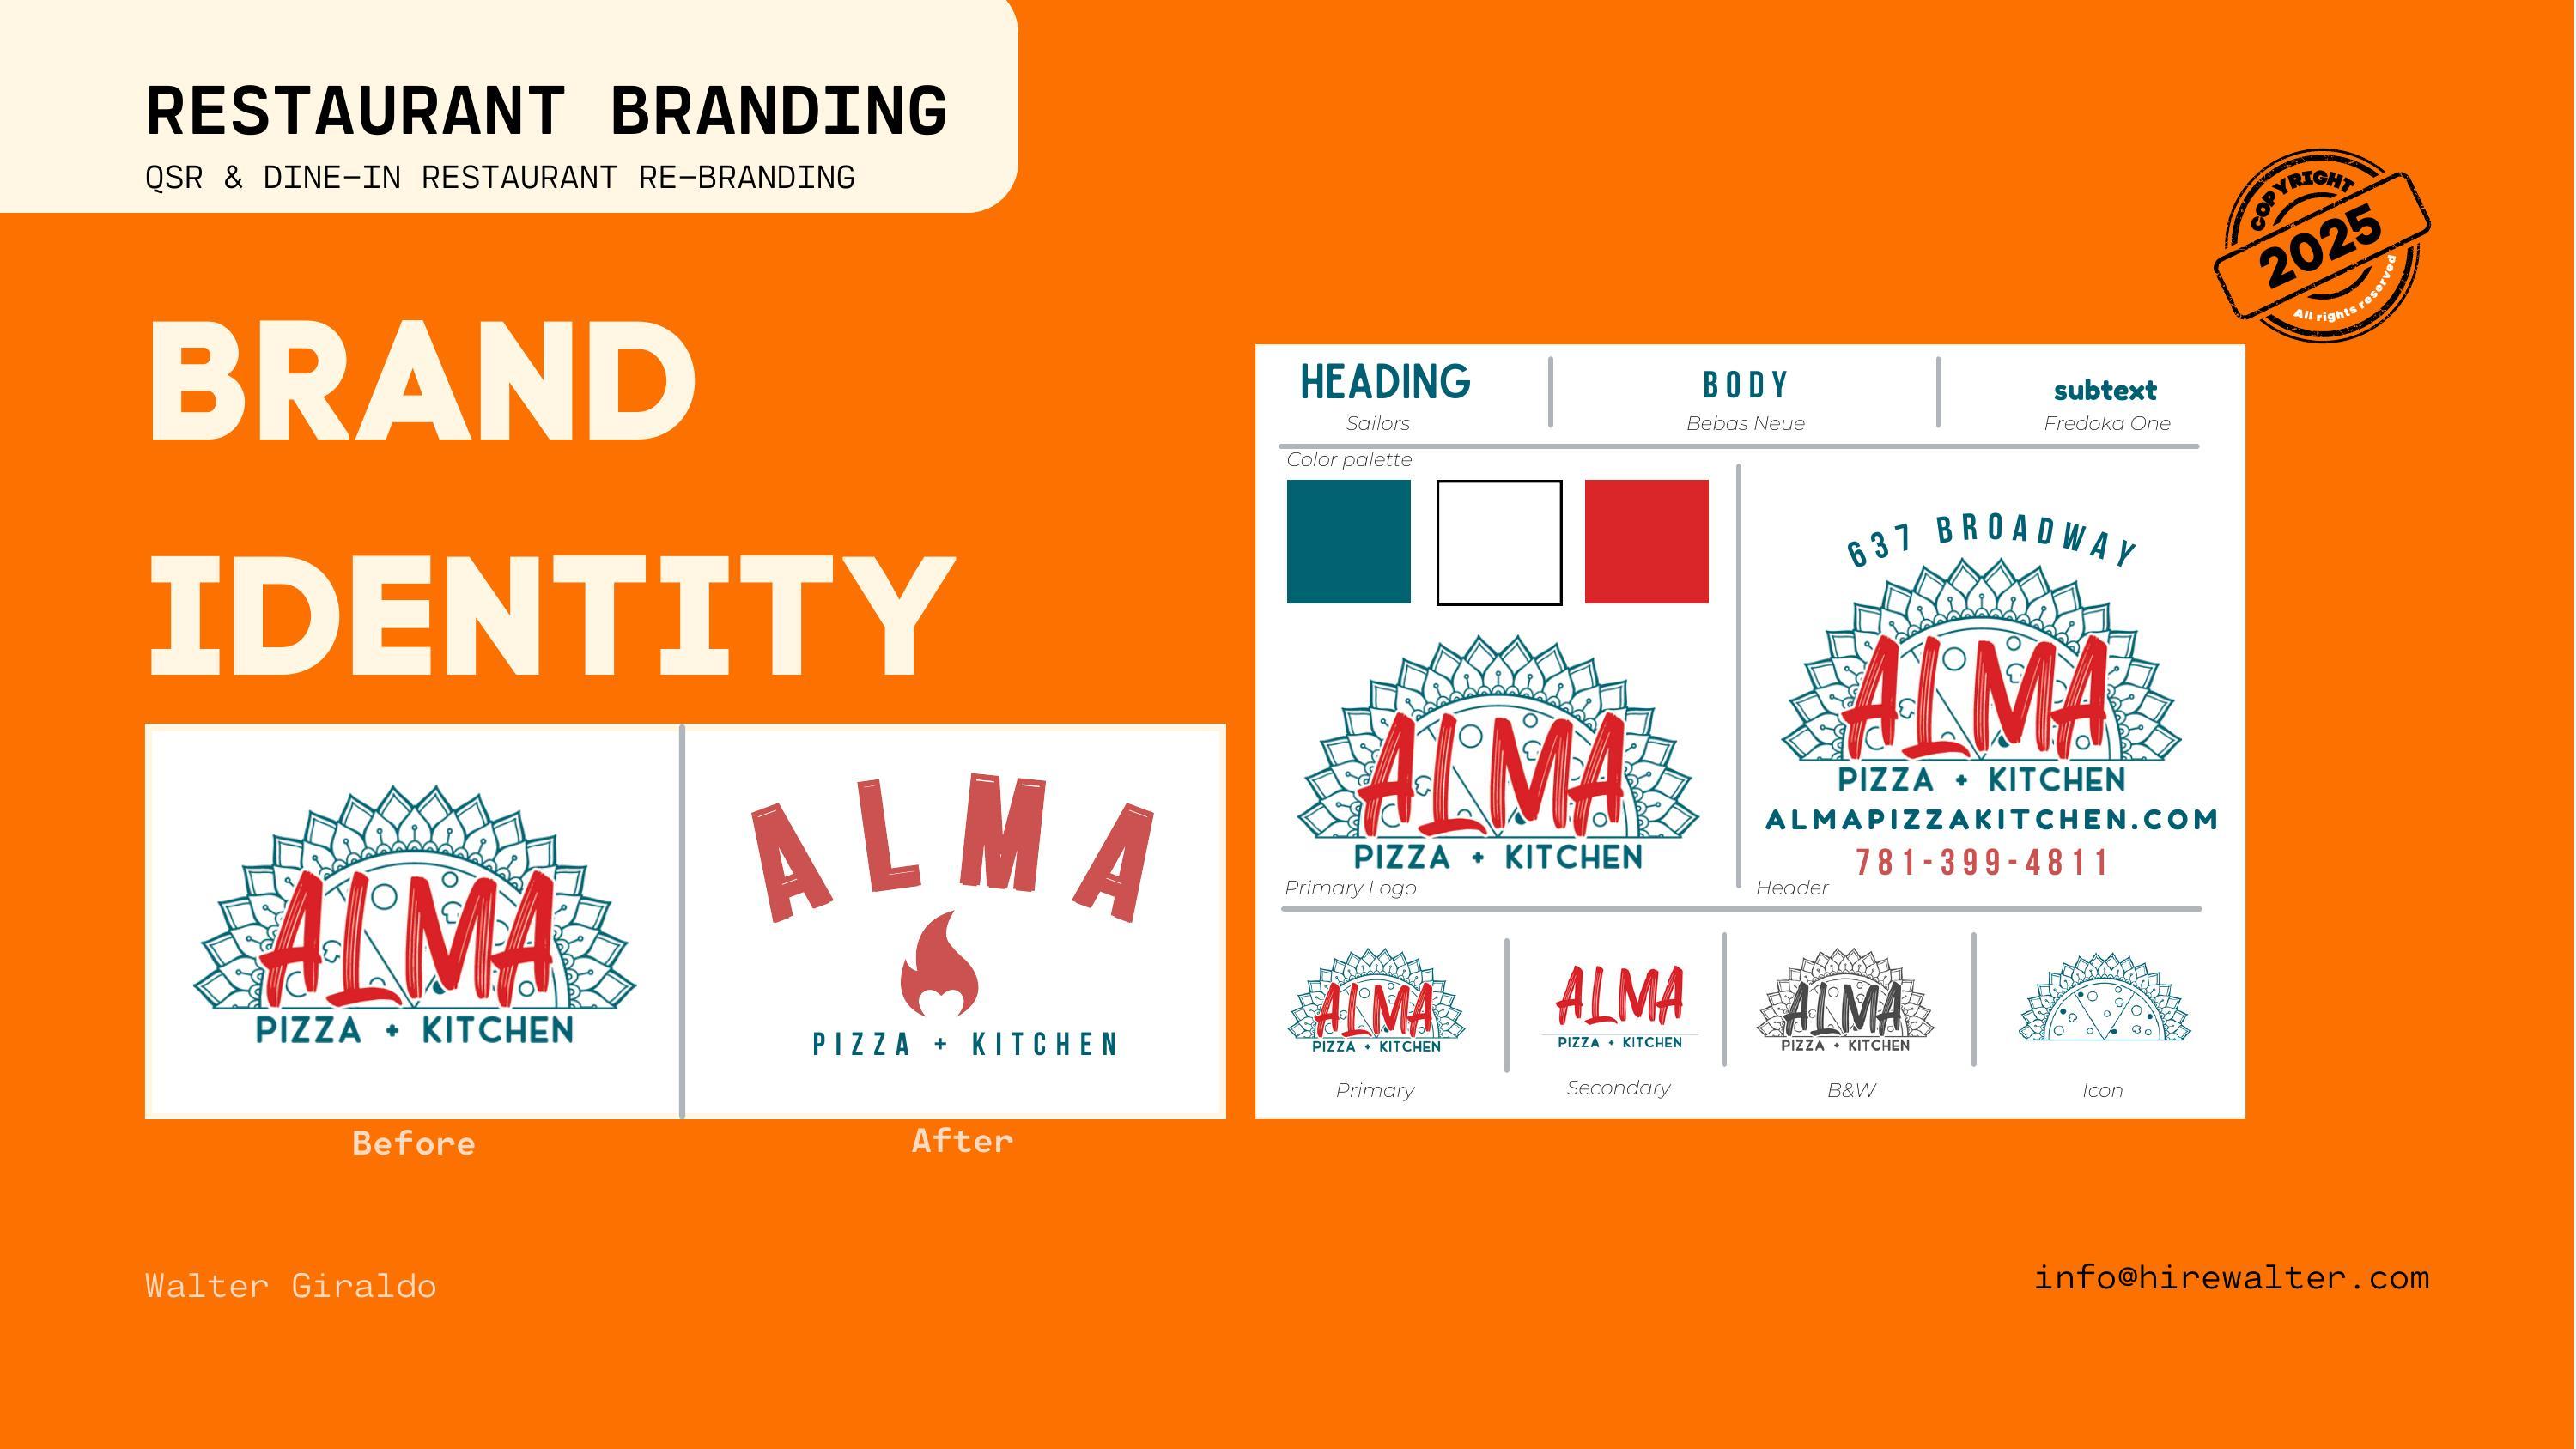 RESTAURANT BRANDING
QSR & DINE-IN RESTAURANT RE-BRANDING
COPYRIGHT
2025
All rights reserved
BRAND
IDENTITY
ALMA
PIZZA + KITCHEN
Before
ALMA
PIZZA + KITCHEN
After
HEADING
Sailors
BODY
Bebas Neue
subtext
Fredoka One
Color palette
ALMA
PIZZA + KITCHEN
Primary Logo
637 BROADWAY
ALMA
PIZZA + KITCHEN
ALMAPIZZAKITCHEN.COM
781-399-4811
Header
ALMA
PIZZA + KITCHEN
Primary
ALMA
PIZZA + KITCHEN
Secondary
ALMA
PIZZA + KITCHEN
B&W
Icon
Walter Giraldo
info@hirewalter.com